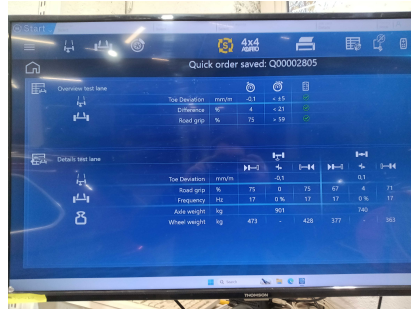 Start
4x4
Quick order saved: Q00002805
Overview test lane
Toe Deviation mm/m -0,1 < ±5
Difference % 4 < 21
Road grip % 75 > 59
Details test lane
Toe Deviation mm/m -0,1 0,1
Road grip % 75 0 75 67 4 71
Frequency Hz 17 0 % 17 17 0 % 17
Axle weight kg 901 740
Wheel weight kg 473 - 428 377 - 363
THOMSON